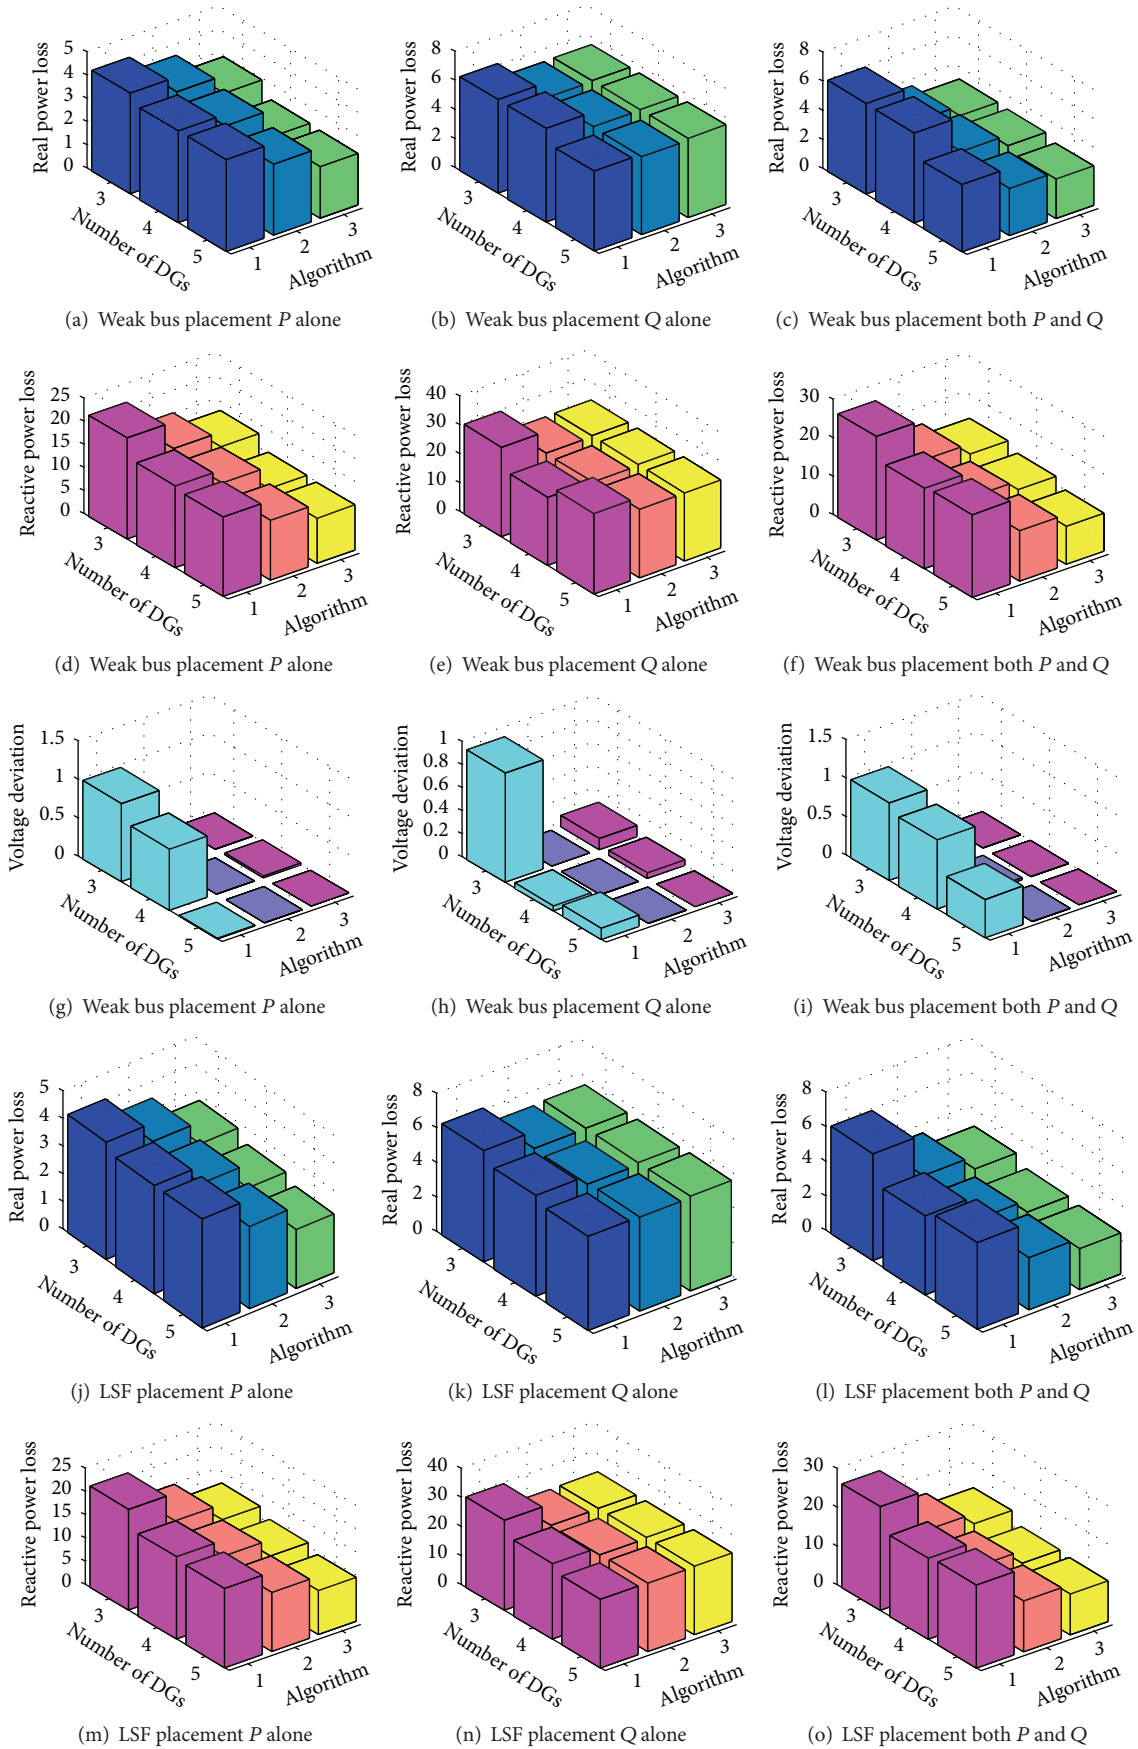 Real power loss
5
4
3
2
1
0
3
4
5
Number of DGs
1
2
3
Algorithm
(a) Weak bus placement P alone
Real power loss
8
6
4
2
0
3
4
5
Number of DGs
1
2
3
Algorithm
(b) Weak bus placement Q alone
Real power loss
8
6
4
2
0
3
4
5
Number of DGs
1
2
3
Algorithm
(c) Weak bus placement both P and Q
Reactive power loss
25
20
15
10
5
0
3
4
5
Number of DGs
1
2
3
Algorithm
(d) Weak bus placement P alone
Reactive power loss
40
30
20
10
0
3
4
5
Number of DGs
1
2
3
Algorithm
(e) Weak bus placement Q alone
Reactive power loss
30
20
10
0
3
4
5
Number of DGs
1
2
3
Algorithm
(f) Weak bus placement both P and Q
Voltage deviation
1.5
1
0.5
0
3
4
5
Number of DGs
1
2
3
Algorithm
(g) Weak bus placement P alone
Voltage deviation
1
0.8
0.6
0.4
0.2
0
3
4
5
Number of DGs
1
2
3
Algorithm
(h) Weak bus placement Q alone
Voltage deviation
1.5
1
0.5
0
3
4
5
Number of DGs
1
2
3
Algorithm
(i) Weak bus placement both P and Q
Real power loss
5
4
3
2
1
0
3
4
5
Number of DGs
1
2
3
Algorithm
(j) LSF placement P alone
Real power loss
8
6
4
2
0
3
4
5
Number of DGs
1
2
3
Algorithm
(k) LSF placement Q alone
Real power loss
8
6
4
2
0
3
4
5
Number of DGs
1
2
3
Algorithm
(l) LSF placement both P and Q
Reactive power loss
25
20
15
10
5
0
3
4
5
Number of DGs
1
2
3
Algorithm
(m) LSF placement P alone
Reactive power loss
40
30
20
10
0
3
4
5
Number of DGs
1
2
3
Algorithm
(n) LSF placement Q alone
Reactive power loss
30
20
10
0
3
4
5
Number of DGs
1
2
3
Algorithm
(o) LSF placement both P and Q